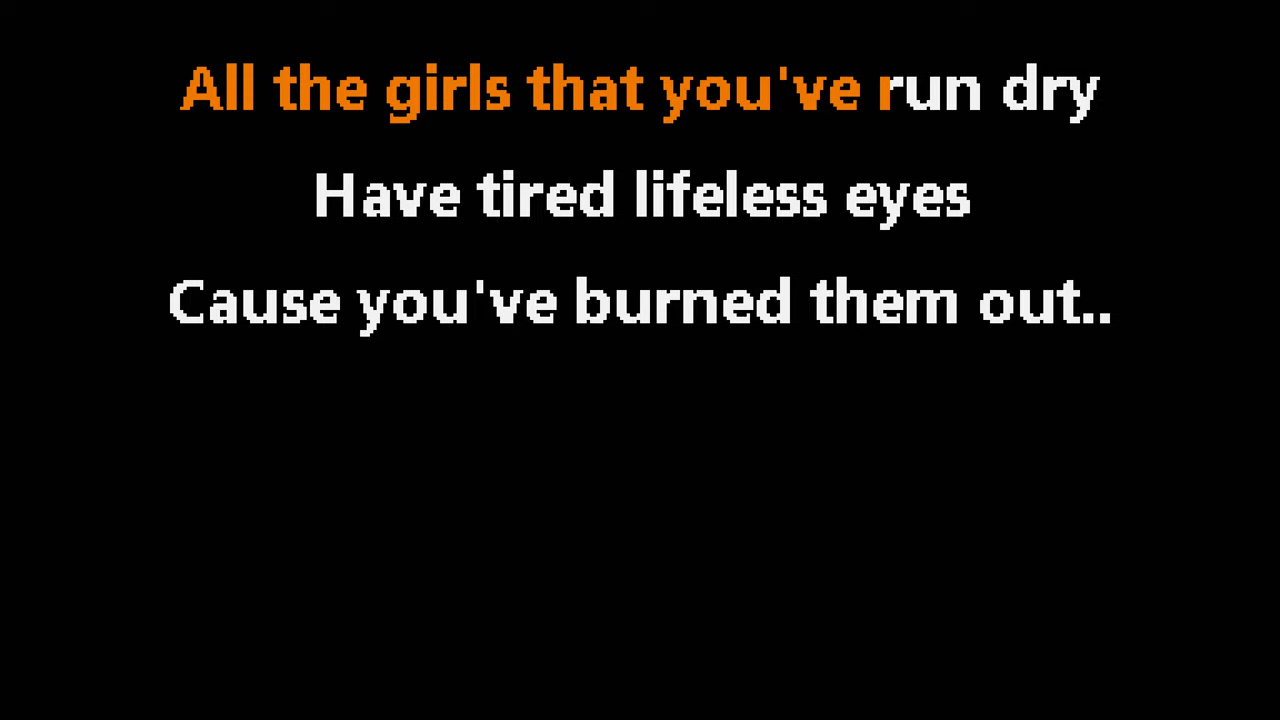 All the girls that you've run dry
Have tired lifeless eyes
Cause you've burned them out..